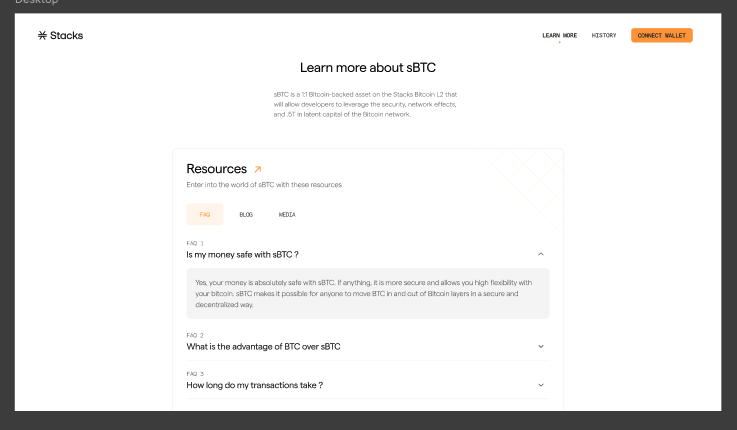 Desktop
Stacks
LEARN MORE
HISTORY
CONNECT WALLET
Learn more about sBTC
sBTC is a 1:1 Bitcoin-backed asset on the Stacks Bitcoin L2 that
will allow developers to leverage the security, network effects,
and .5T in latent capital of the Bitcoin network.
Resources
Enter into the world of sBTC with these resources
FAQ
BLOG
MEDIA
FAQ 1
Is my money safe with sBTC ?
Yes, your money is absolutely safe with sBTC. If anything, it is more secure and allows you high flexibility with
your bitcoin. sBTC makes it possible for anyone to move BTC in and out of Bitcoin layers in a secure and
decentralized way.
FAQ 2
What is the advantage of BTC over sBTC
FAQ 3
How long do my transactions take ?